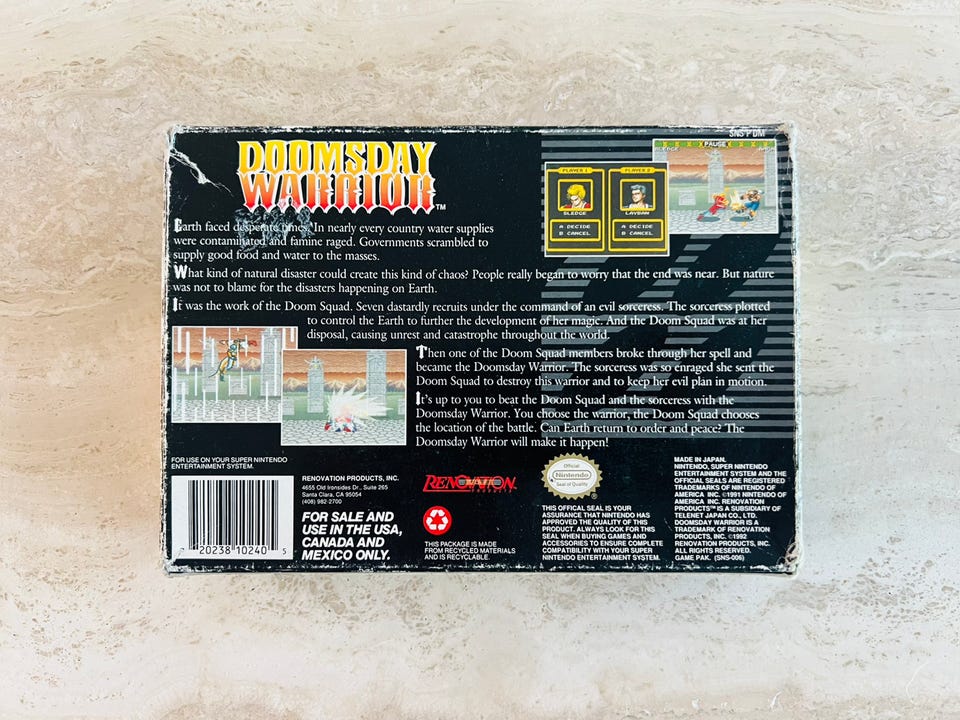 SNS P DM
DOOMSDAY
WARRIOR™
PAUSE
PLAYER 1
PLAYER 2
SLEDGE
LAYBAN
A DECIDE
B CANCEL
A DECIDE
B CANCEL
Earth faced desperate times. In nearly every country water supplies
were contaminated and famine raged. Governments scrambled to
supply good food and water to the masses.
What kind of natural disaster could create this kind of chaos? People really began to worry that the end was near. But nature
was not to blame for the disasters happening on Earth.
It was the work of the Doom Squad. Seven dastardly recruits under the command of an evil sorceress. The sorceress plotted
to control the Earth to further the development of her magic. And the Doom Squad was at her
disposal, causing unrest and catastrophe throughout the world.
Then one of the Doom Squad members broke through her spell and
became the Doomsday Warrior. The sorceress was so enraged she sent the
Doom Squad to destroy this warrior and to keep her evil plan in motion.
It's up to you to beat the Doom Squad and the sorceress with the
Doomsday Warrior. You choose the warrior, the Doom Squad chooses
the location of the battle. Can Earth return to order and peace? The
Doomsday Warrior will make it happen!
FOR USE ON YOUR SUPER NINTENDO
ENTERTAINMENT SYSTEM.
7 20238 10240 5
RENOVATION PRODUCTS, INC.
4655 Old Ironsides Dr., Suite 265
Santa Clara, CA 95054
(408) 982-2700
FOR SALE AND
USE IN THE USA,
CANADA AND
MEXICO ONLY.
RENOVATION
PRODUCTS
THIS PACKAGE IS MADE
FROM RECYCLED MATERIALS
AND IS RECYCLABLE.
Official
Nintendo
Seal of Quality
®
THIS OFFICIAL SEAL IS YOUR
ASSURANCE THAT NINTENDO HAS
APPROVED THE QUALITY OF THIS
PRODUCT. ALWAYS LOOK FOR THIS
SEAL WHEN BUYING GAMES AND
ACCESSORIES TO ENSURE COMPLETE
COMPATIBILITY WITH YOUR SUPER
NINTENDO ENTERTAINMENT SYSTEM.
MADE IN JAPAN.
NINTENDO, SUPER NINTENDO
ENTERTAINMENT SYSTEM AND THE
OFFICIAL SEALS ARE REGISTERED
TRADEMARKS OF NINTENDO OF
AMERICA INC. ©1991 NINTENDO OF
AMERICA INC. RENOVATION
PRODUCTS™ IS A SUBSIDIARY OF
TELENET JAPAN CO., LTD.
DOOMSDAY WARRIOR IS A
TRADEMARK OF RENOVATION
PRODUCTS, INC. ©1992
RENOVATION PRODUCTS, INC.
ALL RIGHTS RESERVED.
GAME PAK (SNS-006)